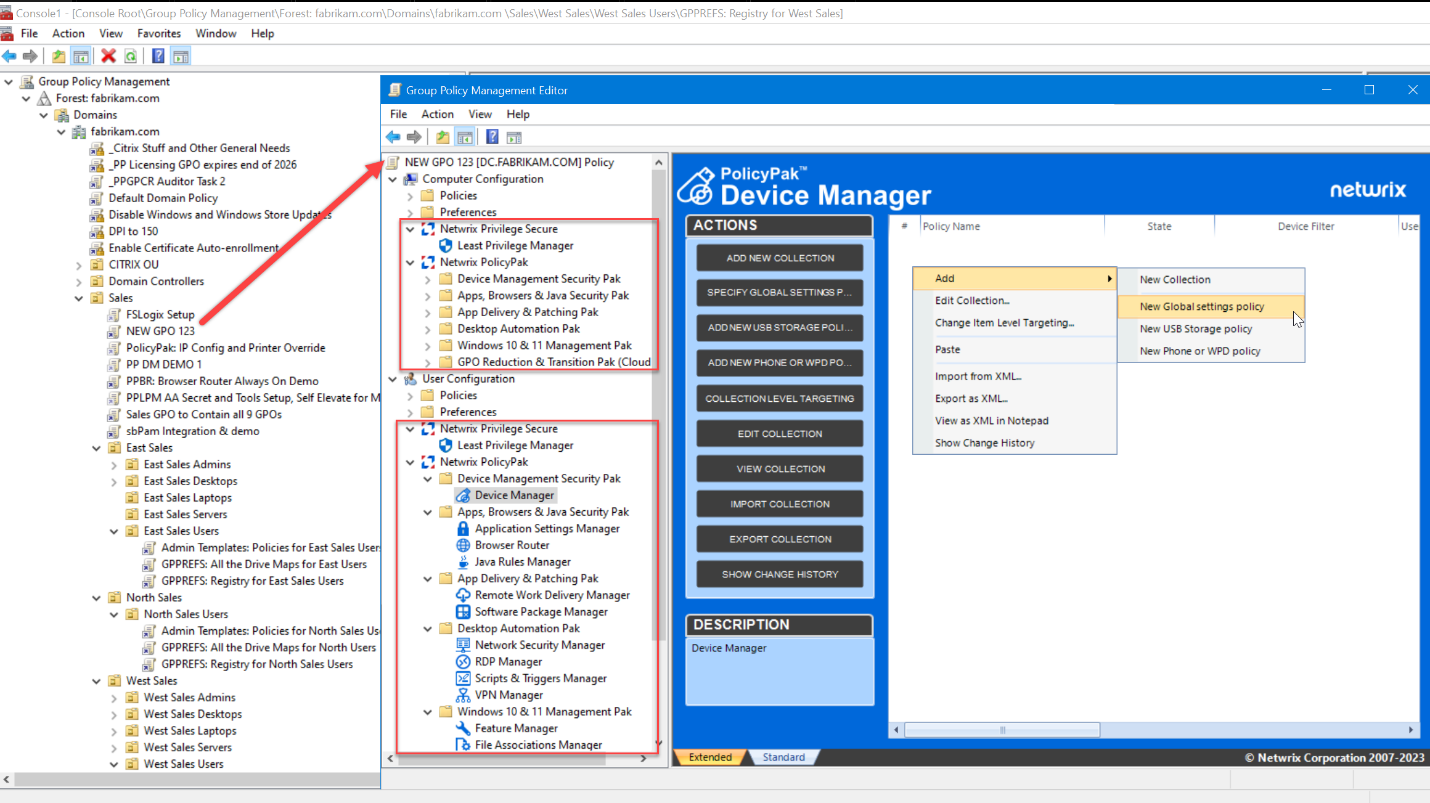 Console1 - [Console Root\Group Policy Management\Forest: fabrikam.com\Domains\fabrikam.com \Sales\West Sales\West Sales Users\GPPREFS: Registry for West Sales]
File Action View Favorites Window Help
Group Policy Management
Forest: fabrikam.com
Domains
fabrikam.com
_Citrix Stuff and Other General Needs
_PP Licensing GPO expires end of 2026
_PPGPCR Auditor Task 2
Default Domain Policy
Disable Windows and Windows Store Updates
DPI to 150
Enable Certificate Auto-enrollment
CITRIX OU
Domain Controllers
Sales
FSLogix Setup
NEW GPO 123
PolicyPak: IP Config and Printer Override
PP DM DEMO 1
PPBR: Browser Router Always On Demo
PPLPM AA Secret and Tools Setup, Self Elevate for M
Sales GPO to Contain all 9 GPOs
sbPam Integration & demo
East Sales
East Sales Admins
East Sales Desktops
East Sales Laptops
East Sales Servers
East Sales Users
Admin Templates: Policies for East Sales User
GPPREFS: All the Drive Maps for East Users
GPPREFS: Registry for East Sales Users
North Sales
North Sales Users
Admin Templates: Policies for North Sales Us
GPPREFS: All the Drive Maps for North Users
GPPREFS: Registry for North Sales Users
West Sales
West Sales Admins
West Sales Desktops
West Sales Laptops
West Sales Servers
West Sales Users
Group Policy Management Editor
File Action View Help
NEW GPO 123 [DC.FABRIKAM.COM] Policy
Computer Configuration
Policies
Preferences
Netwrix Privilege Secure
Least Privilege Manager
Netwrix PolicyPak
Device Management Security Pak
Apps, Browsers & Java Security Pak
App Delivery & Patching Pak
Desktop Automation Pak
Windows 10 & 11 Management Pak
GPO Reduction & Transition Pak (Cloud
User Configuration
Policies
Preferences
Netwrix Privilege Secure
Least Privilege Manager
Netwrix PolicyPak
Device Management Security Pak
Device Manager
Apps, Browsers & Java Security Pak
Application Settings Manager
Browser Router
Java Rules Manager
App Delivery & Patching Pak
Remote Work Delivery Manager
Software Package Manager
Desktop Automation Pak
Network Security Manager
RDP Manager
Scripts & Triggers Manager
VPN Manager
Windows 10 & 11 Management Pak
Feature Manager
File Associations Manager
PolicyPak™
Device Manager
netwrix
ACTIONS
ADD NEW COLLECTION
SPECIFY GLOBAL SETTINGS P...
ADD NEW USB STORAGE POLI...
ADD NEW PHONE OR WPD PO...
COLLECTION LEVEL TARGETING
EDIT COLLECTION
VIEW COLLECTION
IMPORT COLLECTION
EXPORT COLLECTION
SHOW CHANGE HISTORY
DESCRIPTION
Device Manager
# Policy Name State Device Filter Use
Add
Edit Collection...
Change Item Level Targeting...
Paste
Import from XML...
Export as XML...
View as XML in Notepad
Show Change History
New Collection
New Global settings policy
New USB Storage policy
New Phone or WPD policy
Extended Standard
© Netwrix Corporation 2007-2023